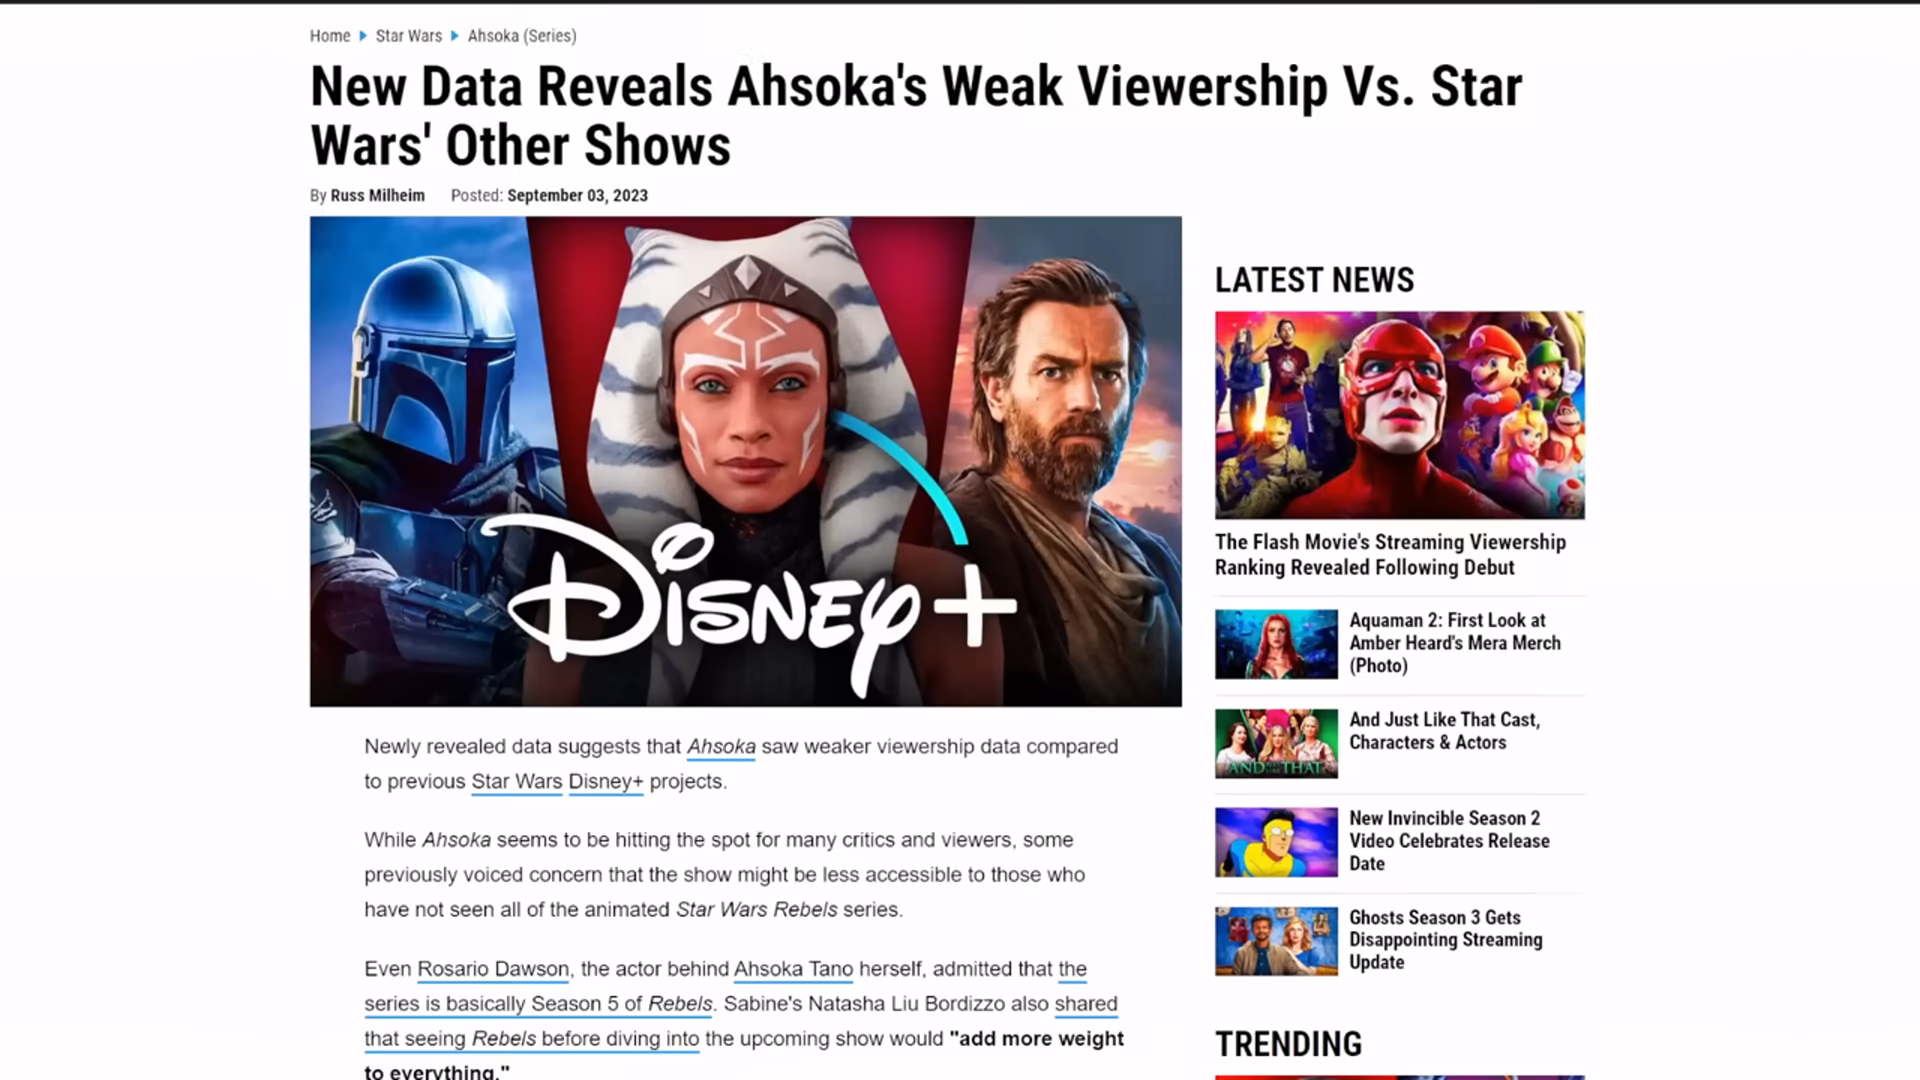 Home Star Wars Ahsoka (Series)
New Data Reveals Ahsoka's Weak Viewership Vs. Star
Wars' Other Shows
By Russ Milheim Posted: September 03, 2023
Disney+
Newly revealed data suggests that Ahsoka saw weaker viewership data compared
to previous Star Wars Disney+ projects.
While Ahsoka seems to be hitting the spot for many critics and viewers, some
previously voiced concern that the show might be less accessible to those who
have not seen all of the animated Star Wars Rebels series.
Even Rosario Dawson, the actor behind Ahsoka Tano herself, admitted that the
series is basically Season 5 of Rebels. Sabine's Natasha Liu Bordizzo also shared
that seeing Rebels before diving into the upcoming show would "add more weight
to everything."
LATEST NEWS
The Flash Movie's Streaming Viewership
Ranking Revealed Following Debut
Aquaman 2: First Look at
Amber Heard's Mera Merch
(Photo)
AND THAT
And Just Like That Cast,
Characters & Actors
New Invincible Season 2
Video Celebrates Release
Date
Ghosts Season 3 Gets
Disappointing Streaming
Update
TRENDING